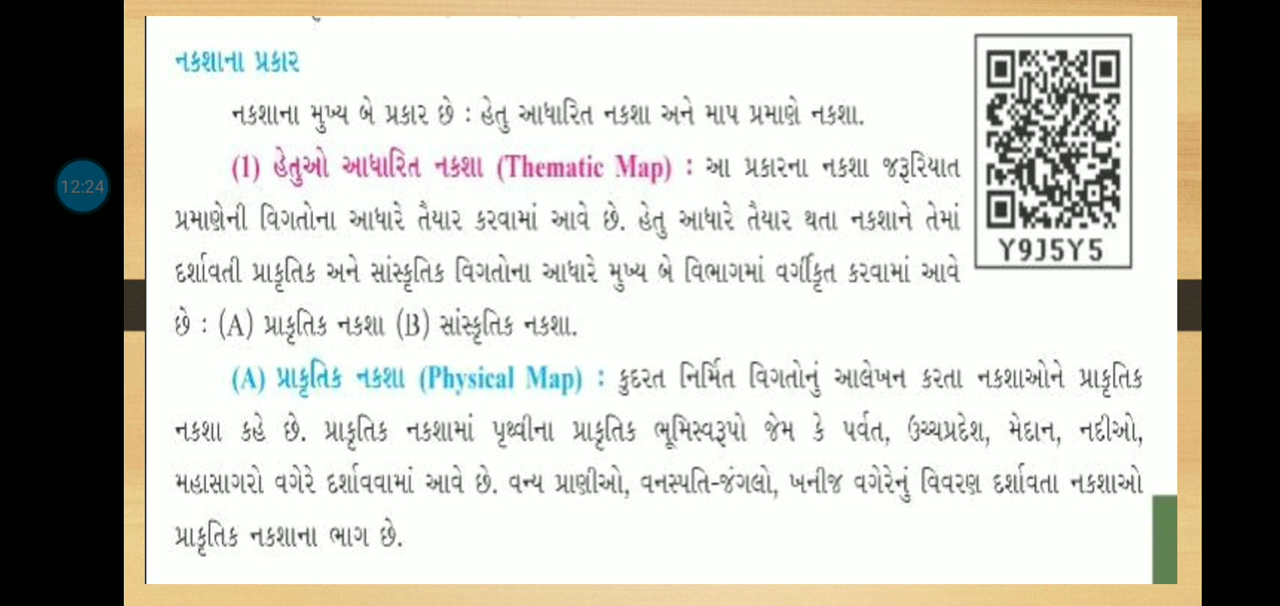 નકશાના પ્રકાર
નકશાના મુખ્ય બે પ્રકાર છે : હેતુ આધારિત નકશા અને માપ પ્રમાણે નકશા.
(1) હેતુઓ આધારિત નકશા (Thematic Map) : આ પ્રકારના નકશા જરૂરિયાત
પ્રમાણેની વિગતોના આધારે તૈયાર કરવામાં આવે છે. હેતુ આધારે તૈયાર થતા નકશાને તેમાં
દર્શાવતી પ્રાકૃતિક અને સાંસ્કૃતિક વિગતોના આધારે મુખ્ય બે વિભાગમાં વર્ગીકૃત કરવામાં આવે
છે : (A) પ્રાકૃતિક નકશા (B) સાંસ્કૃતિક નકશા.
Y9J5Y5
(A) પ્રાકૃતિક નકશા (Physical Map) : કુદરત નિર્મિત વિગતોનું આલેખન કરતા નકશાઓને પ્રાકૃતિક
નકશા કહે છે. પ્રાકૃતિક નકશામાં પૃથ્વીના પ્રાકૃતિક ભૂમિસ્વરૂપો જેમ કે પર્વત, ઉચ્ચપ્રદેશ, મેદાન, નદીઓ,
મહાસાગરો વગેરે દર્શાવવામાં આવે છે. વન્ય પ્રાણીઓ, વનસ્પતિ-જંગલો, ખનીજ વગેરેનું વિવરણ દર્શાવતા નકશાઓ
પ્રાકૃતિક નકશાના ભાગ છે.
12:24